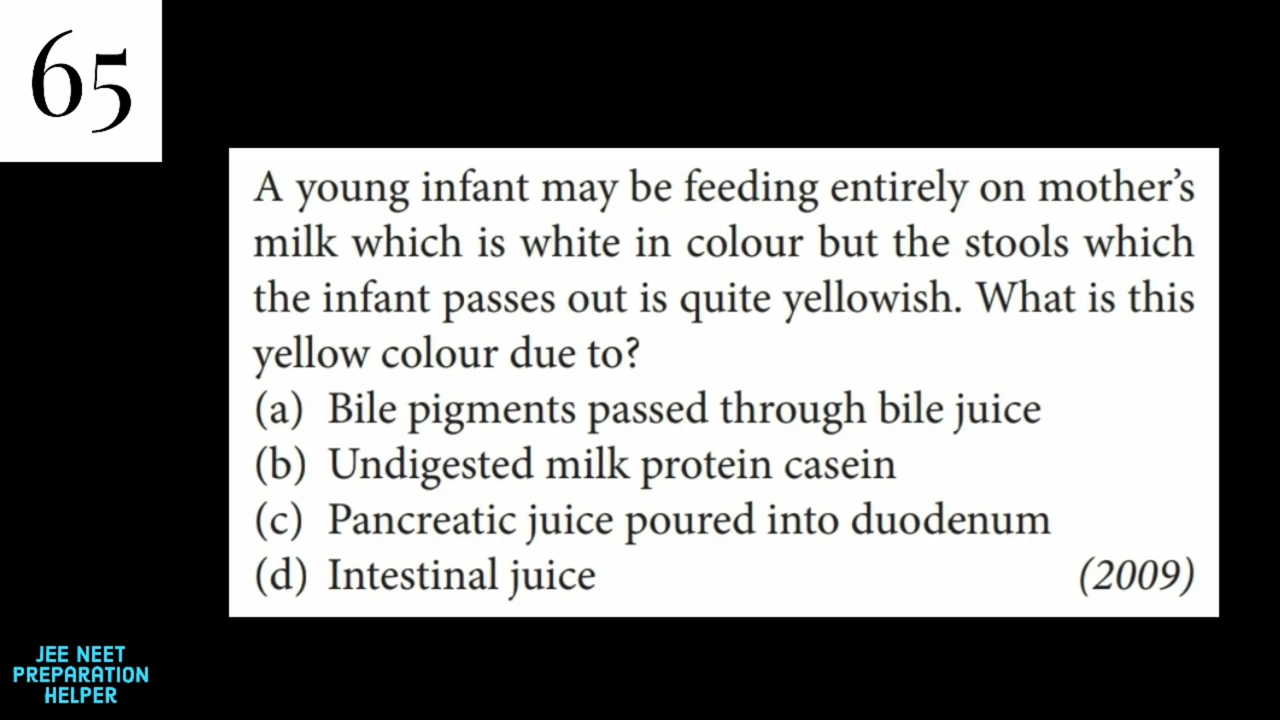 65
A young infant may be feeding entirely on mother’s
milk which is white in colour but the stools which
the infant passes out is quite yellowish. What is this
yellow colour due to?
(a) Bile pigments passed through bile juice
(b) Undigested milk protein casein
(c) Pancreatic juice poured into duodenum
(d) Intestinal juice (2009)
JEE NEET
PREPARATION
HELPER